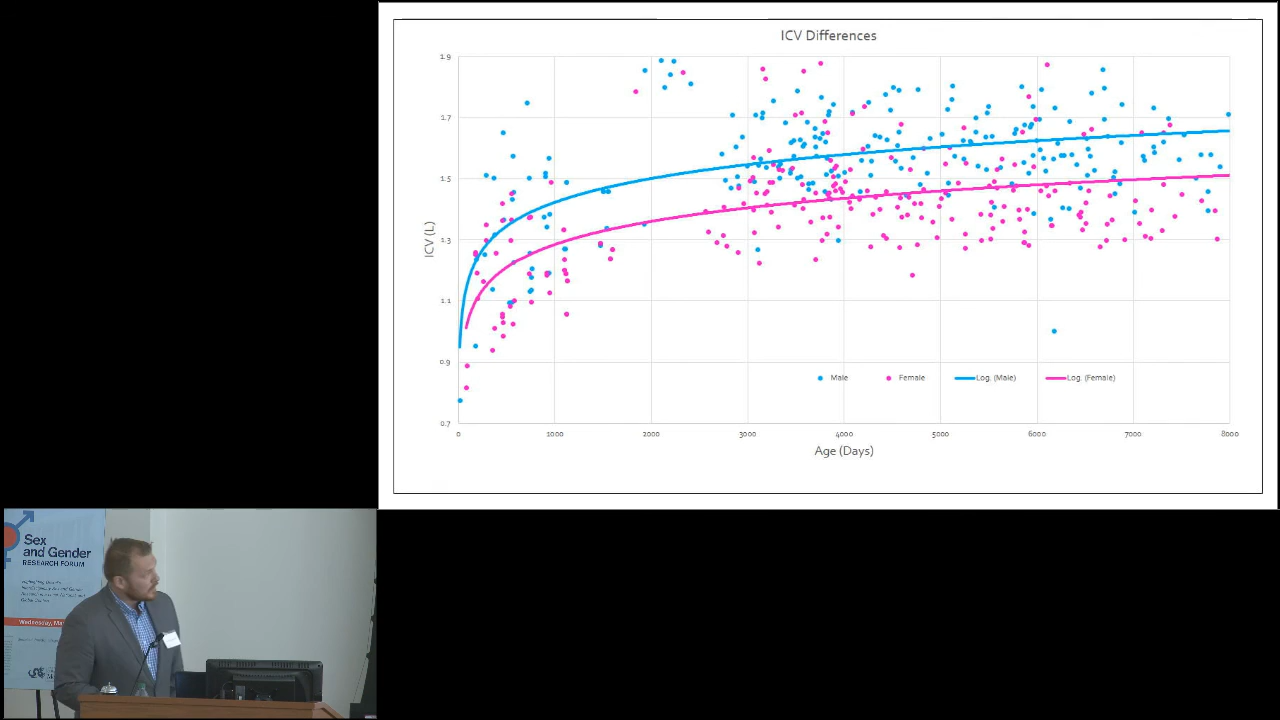 ICV Differences
1.9
1.7
1.5
1.3
1.1
0.9
0.7
ICV (L)
Male
Female
Log. (Male)
Log. (Female)
0
1000
2000
3000
4000
5000
6000
7000
8000
Age (Days)
Sex
and Gender
RESEARCH FORUM
Wednesday, Ma